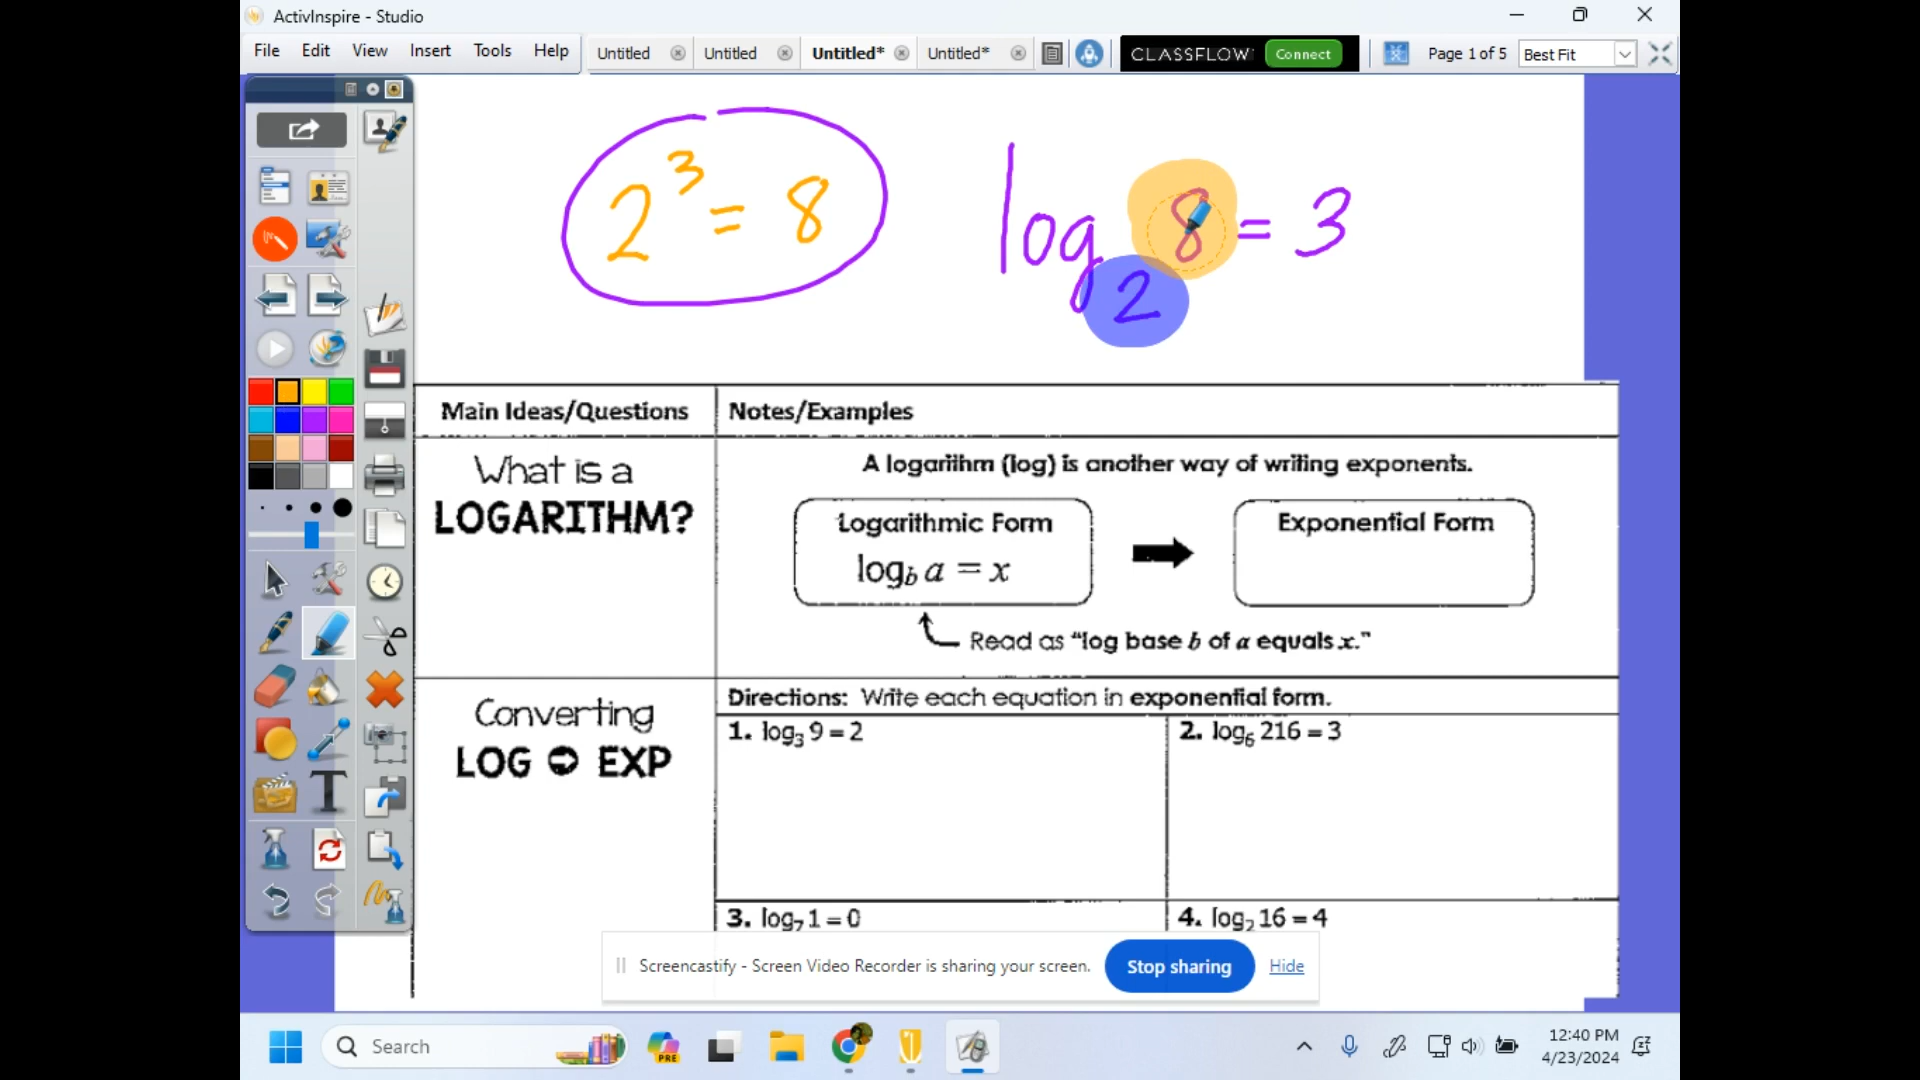 ActivInspire - Studio
File Edit View Insert Tools Help Untitled Untitled Untitled* Untitled* CLASSFLOW Connect Page 1 of 5 Best Fit
2³ = 8 log₂ 8 = 3
Main Ideas/Questions Notes/Examples
What is a
LOGARITHM?
A logarithm (log) is another way of writing exponents.
Logarithmic Form Exponential Form
log_b a = x
Read as "log base b of a equals x."
Converting
LOG ➲ EXP
Directions: Write each equation in exponential form.
1. log₃ 9 = 2 2. log₆ 216 = 3
3. log₇ 1 = 0 4. log₂ 16 = 4
Screencastify - Screen Video Recorder is sharing your screen. Stop sharing Hide
Search PRE 12:40 PM
4/23/2024